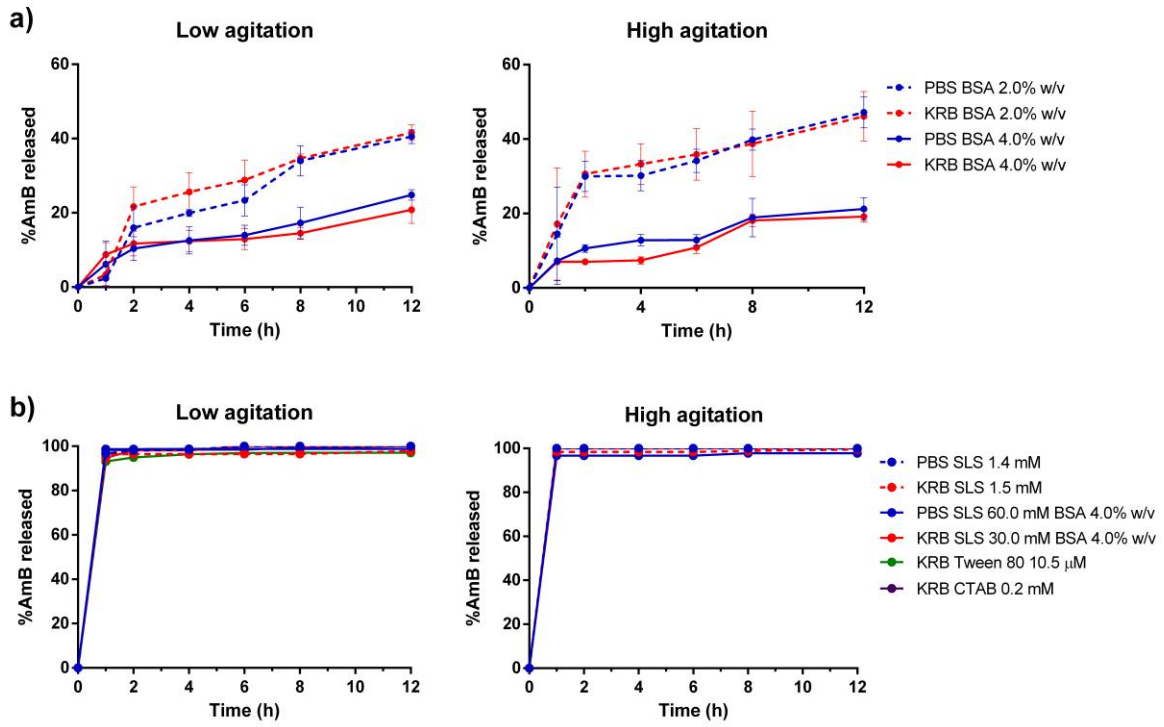 a)
Low agitation
High agitation
%AmB released
60
40
20
0
0 2 4 6 8 10 12
Time (h)
%AmB released
60
40
20
0
0 2 4 6 8 10 12
Time (h)
PBS BSA 2.0% w/v
KRB BSA 2.0% w/v
PBS BSA 4.0% w/v
KRB BSA 4.0% w/v
b)
Low agitation
High agitation
%AmB released
100
80
60
40
20
0
0 2 4 6 8 10 12
Time (h)
%AmB released
100
80
60
40
20
0
0 2 4 6 8 10 12
Time (h)
PBS SLS 1.4 mM
KRB SLS 1.5 mM
PBS SLS 60.0 mM BSA 4.0% w/v
KRB SLS 30.0 mM BSA 4.0% w/v
KRB Tween 80 10.5 μM
KRB CTAB 0.2 mM